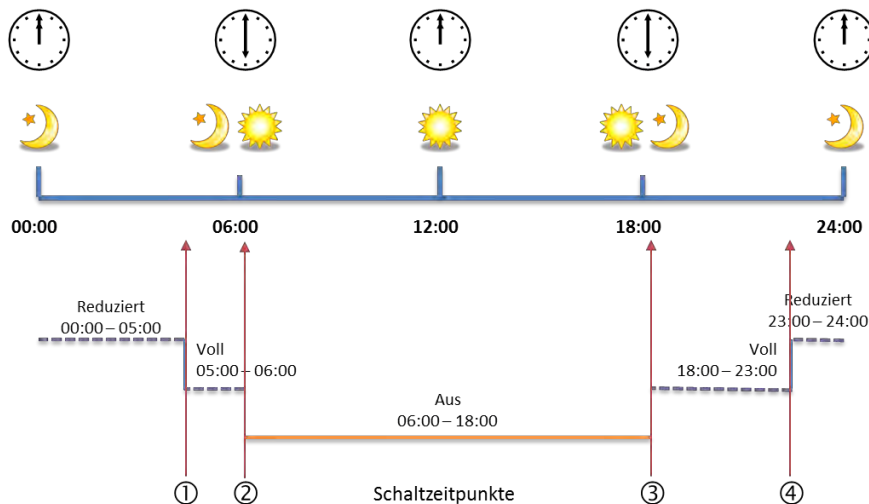 00:00
06:00
12:00
18:00
24:00
Reduziert
00:00 – 05:00
Voll
05:00 – 06:00
Aus
06:00 – 18:00
Voll
18:00 – 23:00
Reduziert
23:00 – 24:00
① ② Schaltzeitpunkte ③ ④